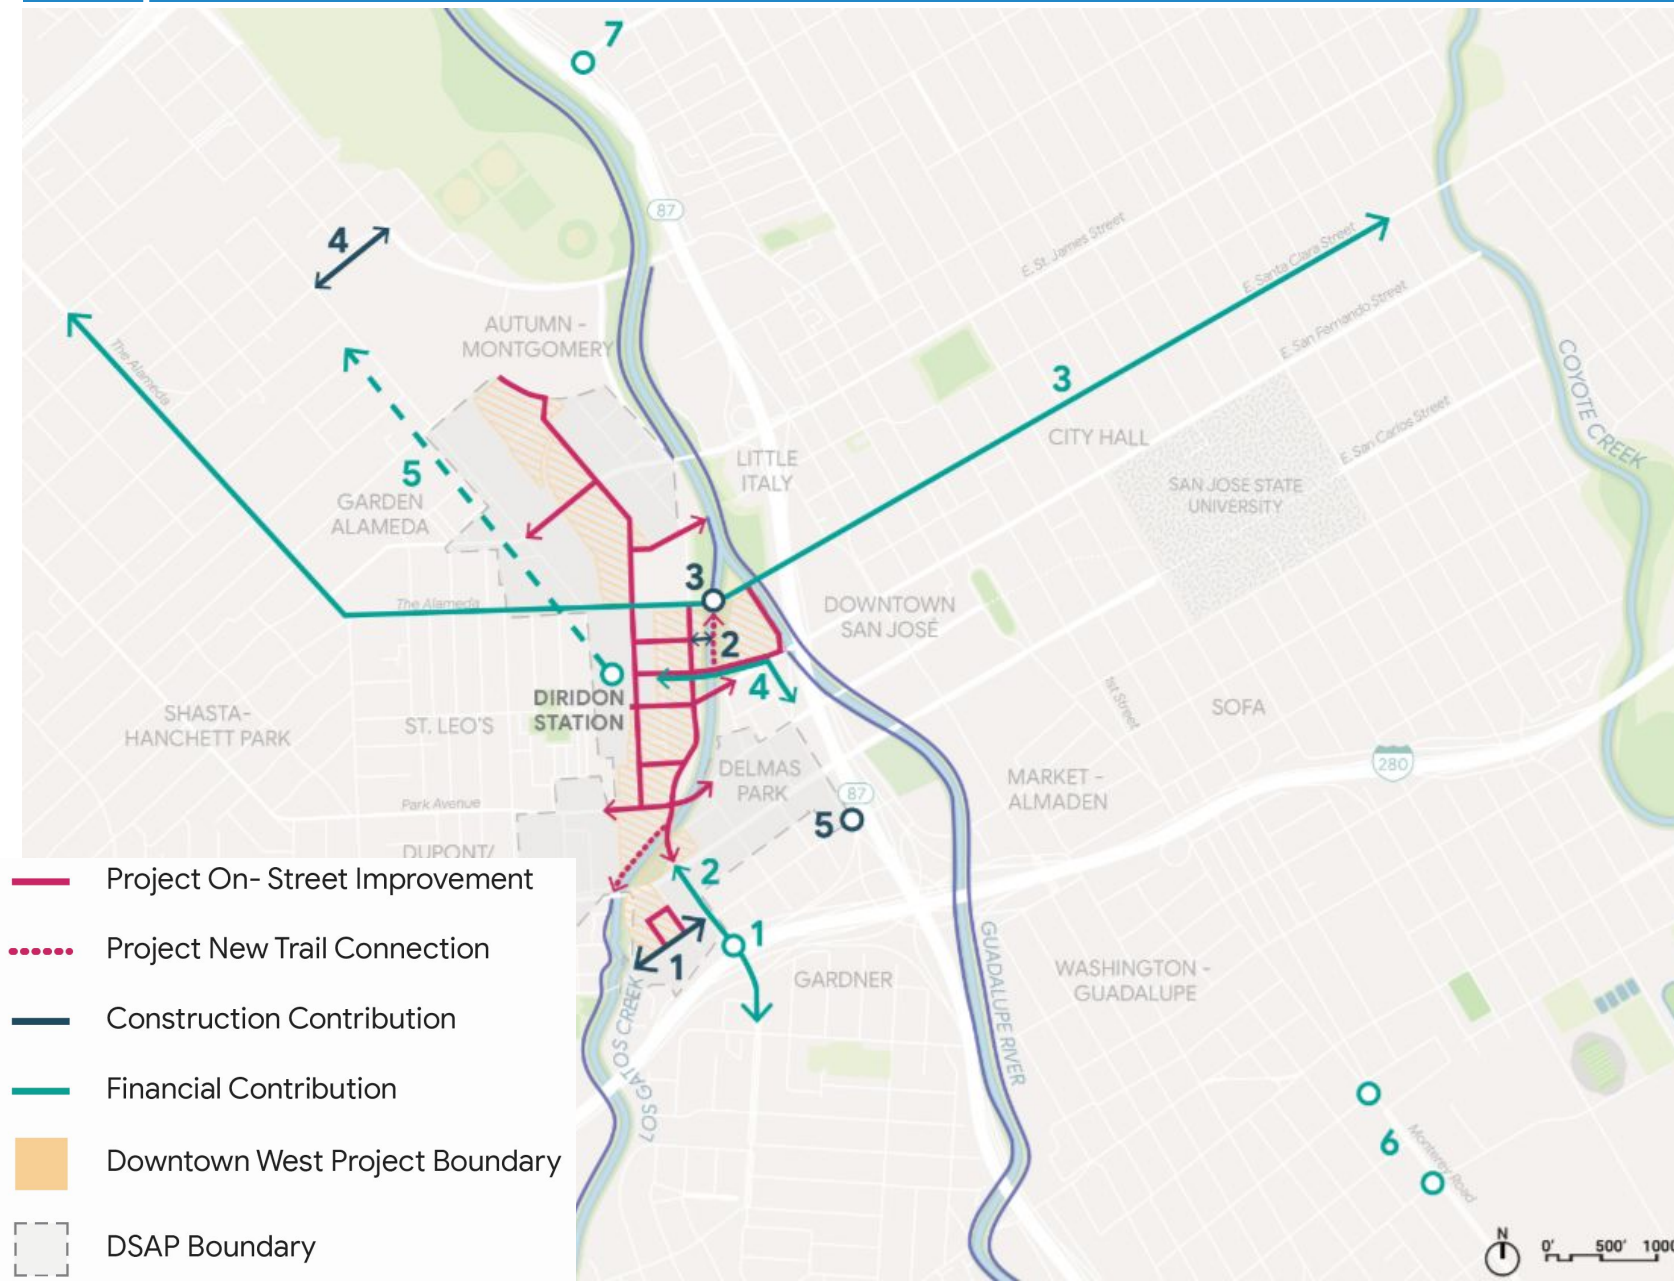 7
87
4
E. St. James Street
E. Santa Clara Street
E. San Fernando Street
AUTUMN -
MONTGOMERY
The Alameda
3
COYOTE CREEK
CITY HALL
E. San Carlos Street
LITTLE
ITALY
5
GARDEN
ALAMEDA
SAN JOSE STATE
UNIVERSITY
3
The Alameda
DOWNTOWN
SAN JOSÉ
2
4
DIRIDON
STATION
SHASTA-
HANCHETT PARK
ST. LEO'S
1st Street
SOFA
280
DELMAS
PARK
MARKET -
ALMADEN
87
Park Avenue
5
DUPONT/
2
1
1
GARDNER
WASHINGTON -
GUADALUPE
GUADALUPE RIVER
LOS GATOS CREEK
6
Monterey Road
Project On- Street Improvement
Project New Trail Connection
Construction Contribution
Financial Contribution
Downtown West Project Boundary
DSAP Boundary
N
0' 500' 1000